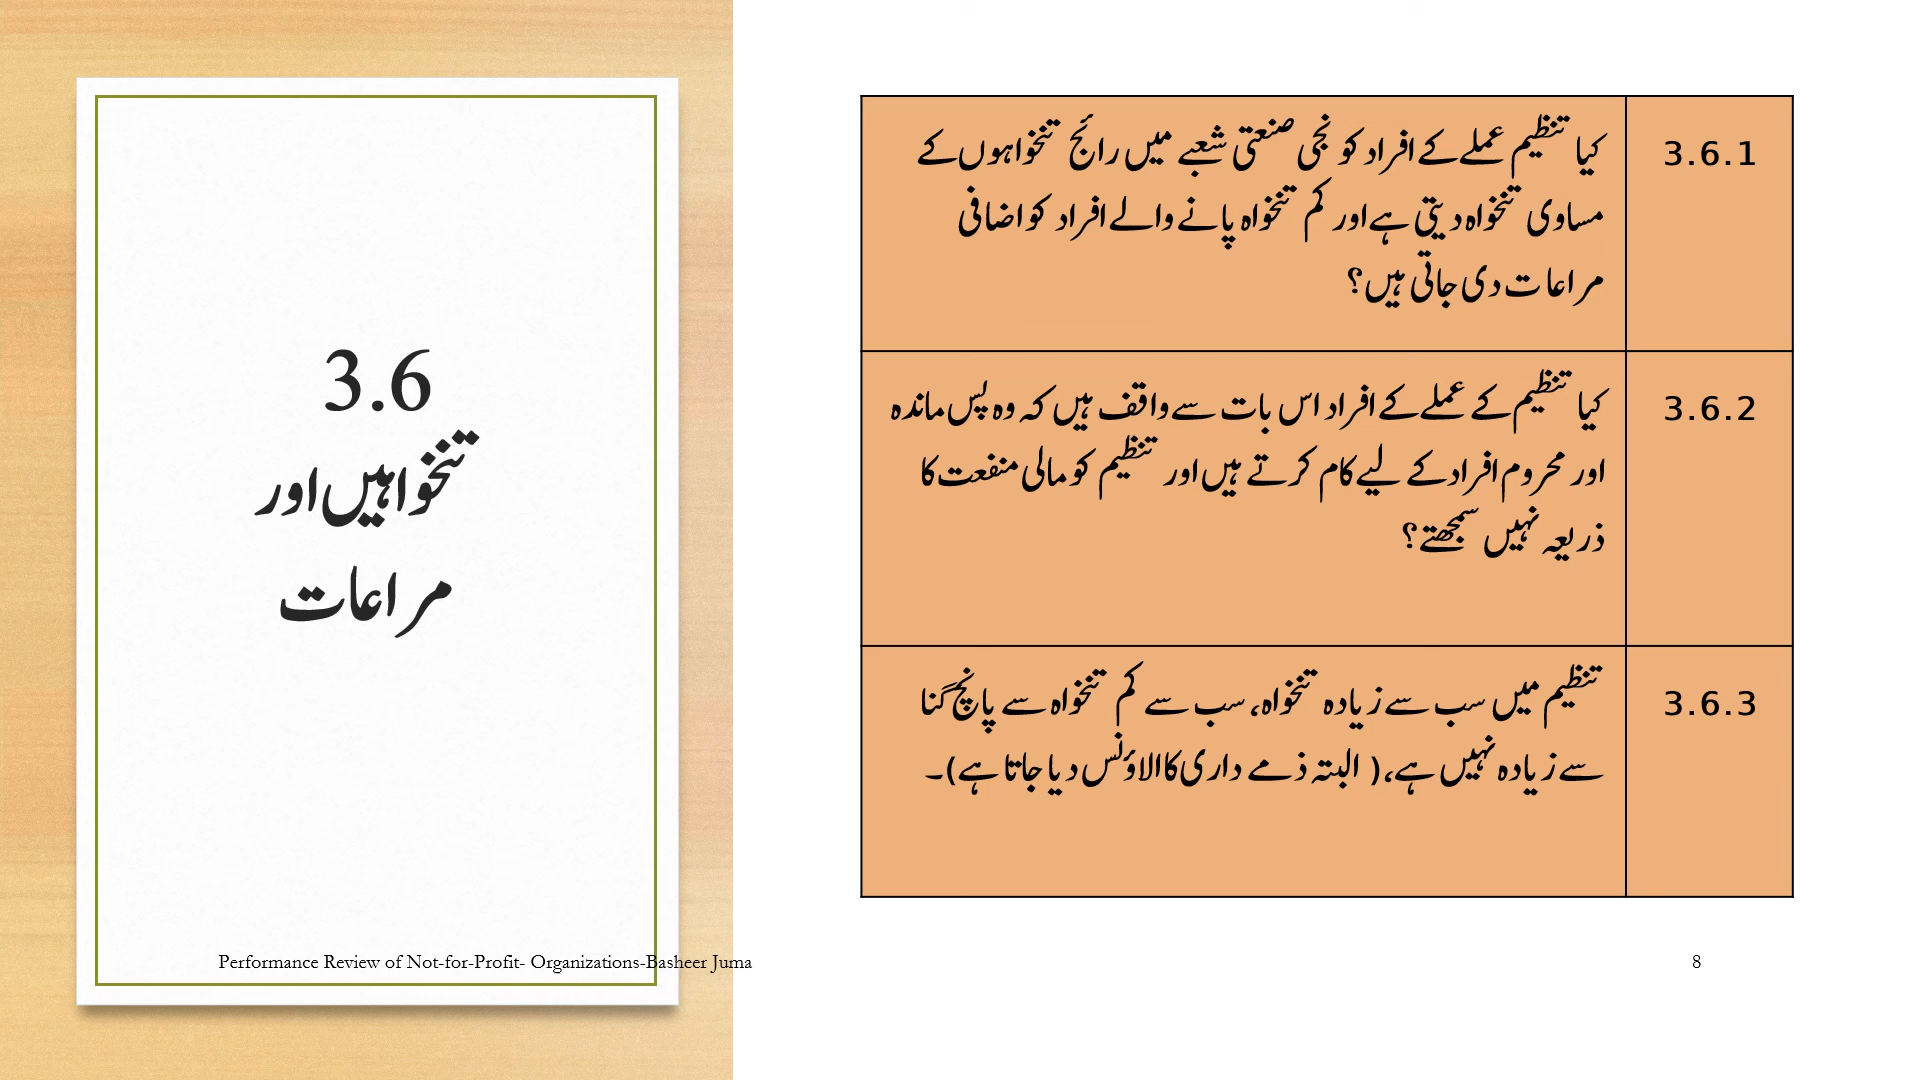 3.6
تنخواہیں اور
مراعات
3.6.1
کیا تنظیم عملے کے افراد کو نجی صنعتی شعبے میں رائج تنخواہوں کے
مساوی تنخواہ دیتی ہے اور کم تنخواہ پانے والے افراد کو اضافی
مراعات دی جاتی ہیں؟
3.6.2
کیا تنظیم کے عملے کے افراد اس بات سے واقف ہیں کہ وہ پس ماندہ
اور محروم افراد کے لیے کام کرتے ہیں اور تنظیم کو مالی منفعت کا
ذریعہ نہیں سمجھتے؟
3.6.3
تنظیم میں سب سے زیادہ تنخواہ، سب سے کم تنخواہ سے پانچ گنا
سے زیادہ نہیں ہے،( البتہ ذمے داری کا الاؤنس دیا جاتا ہے)۔
Performance Review of Not-for-Profit- Organizations-Basheer Juma
8